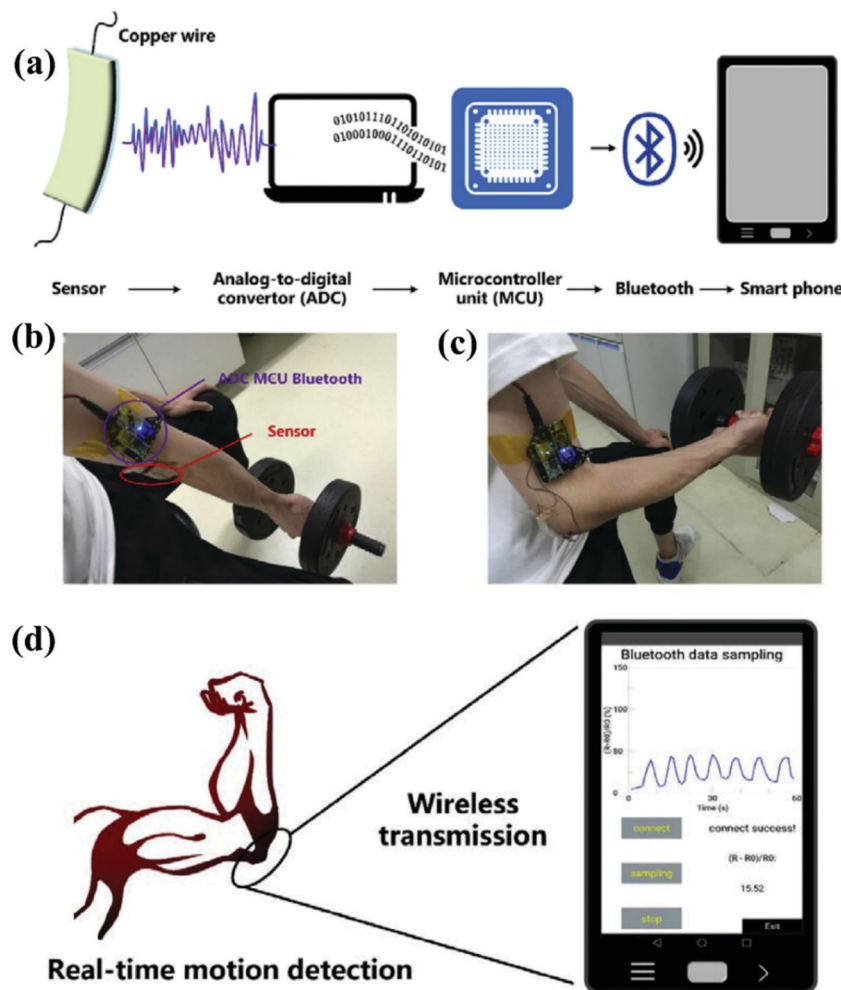 (a)
Copper wire
0101011101101010101
0100010001110110101
Sensor
Analog-to-digital
convertor (ADC)
Microcontroller
unit (MCU)
Bluetooth
Smart phone
(b)
ADC MCU Bluetooth
Sensor
(c)
(d)
Wireless
transmission
Real-time motion detection
Bluetooth data sampling
(R-R0)/R0 (%)
150
100
50
0
30
60
Time (s)
connect
connect success!
(R - R0)/R0:
sampling
15.52
stop
Exit